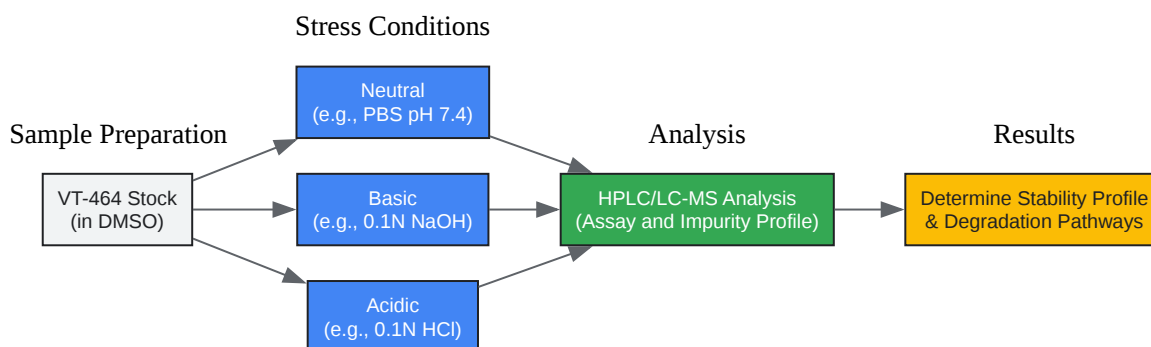 Stress Conditions
Neutral
(e.g., PBS pH 7.4)
Sample Preparation
Analysis
Results
VT-464 Stock
(in DMSO)
Basic
(e.g., 0.1N NaOH)
HPLC/LC-MS Analysis
(Assay and Impurity Profile)
Determine Stability Profile
& Degradation Pathways
Acidic
(e.g., 0.1N HCl)